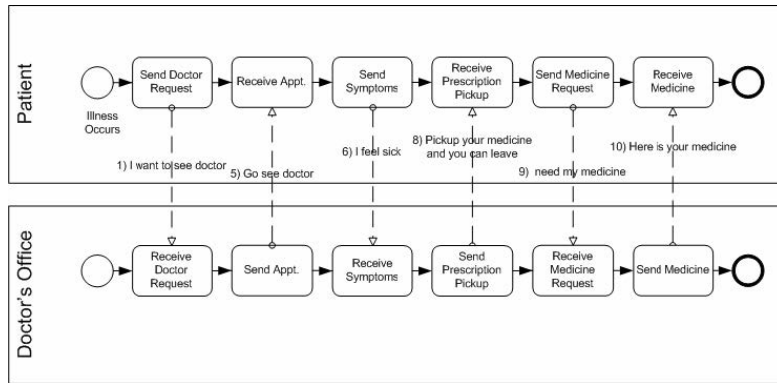 Patient
Send Doctor
Request
Receive Appt.
Send
Symptoms
Receive
Prescription
Pickup
Send Medicine
Request
Receive
Medicine
Illness
Occurs
1) I want to see doctor
5) Go see doctor
6) I feel sick
8) Pickup your medicine
and you can leave
9) need my medicine
10) Here is your medicine
Doctor's Office
Receive
Doctor
Request
Send Appt.
Receive
Symptoms
Send
Prescription
Pickup
Receive
Medicine
Request
Send Medicine